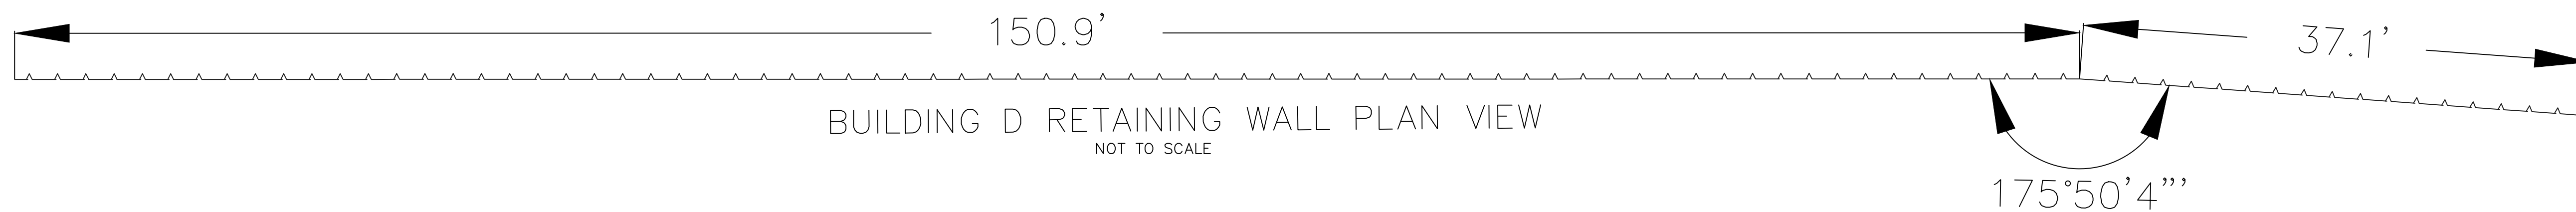 150.9'
37.1'
BUILDING D RETAINING WALL PLAN VIEW
NOT TO SCALE
175°50'4"'